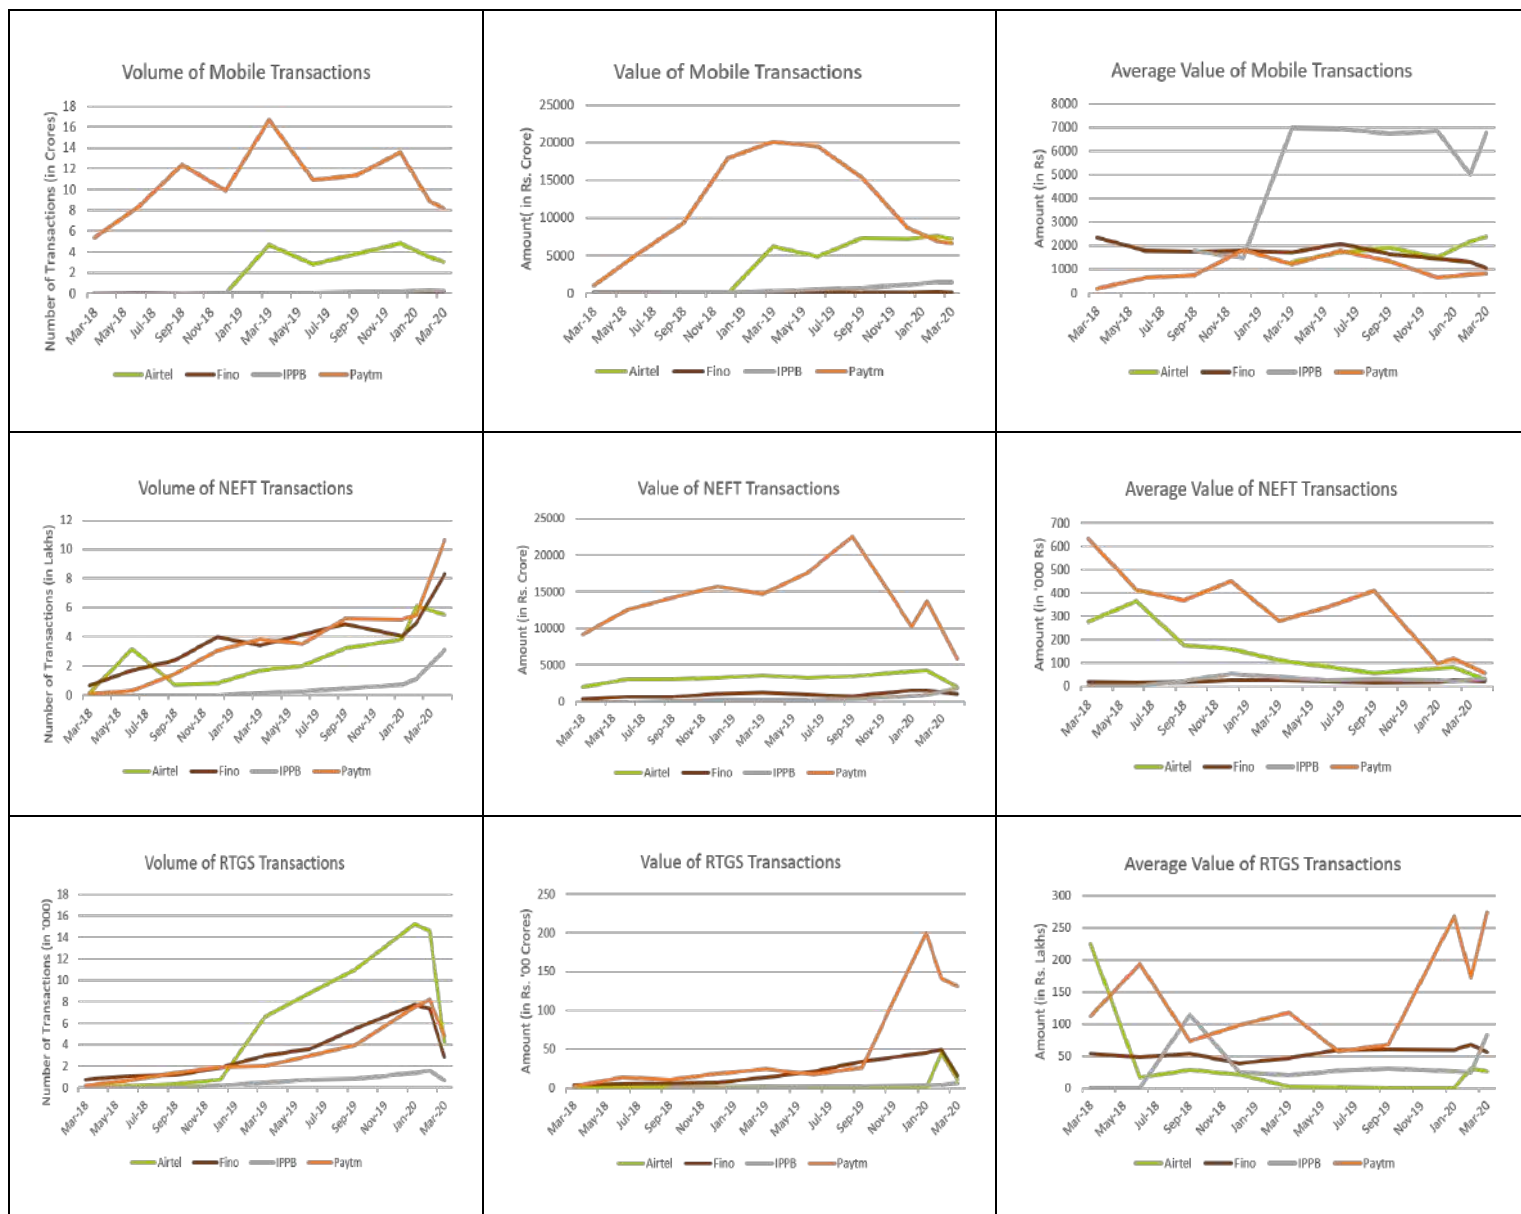 Volume of Mobile Transactions
Number of Transactions (in Crores)
18
16
14
12
10
8
6
4
2
0
Mar-18 May-18 Jul-18 Sep-18 Nov-18 Jan-19 Mar-19 May-19 Jul-19 Sep-19 Nov-19 Jan-20 Mar-20
Airtel Fino IPPB Paytm
Value of Mobile Transactions
Amount( in Rs. Crore)
25000
20000
15000
10000
5000
0
Mar-18 May-18 Jul-18 Sep-18 Nov-18 Jan-19 Mar-19 May-19 Jul-19 Sep-19 Nov-19 Jan-20 Mar-20
Airtel Fino IPPB Paytm
Average Value of Mobile Transactions
Amount (in Rs)
8000
7000
6000
5000
4000
3000
2000
1000
0
Mar-18 May-18 Jul-18 Sep-18 Nov-18 Jan-19 Mar-19 May-19 Jul-19 Sep-19 Nov-19 Jan-20 Mar-20
Airtel Fino IPPB Paytm
Volume of NEFT Transactions
Number of Transactions (in Lakhs)
12
10
8
6
4
2
0
Mar-18 May-18 Jul-18 Sep-18 Nov-18 Jan-19 Mar-19 May-19 Jul-19 Sep-19 Nov-19 Jan-20 Mar-20
Airtel Fino IPPB Paytm
Value of NEFT Transactions
Amount (in Rs. Crore)
25000
20000
15000
10000
5000
0
Mar-18 May-18 Jul-18 Sep-18 Nov-18 Jan-19 Mar-19 May-19 Jul-19 Sep-19 Nov-19 Jan-20 Mar-20
Airtel Fino IPPB Paytm
Average Value of NEFT Transactions
Amount (in '000 Rs)
700
600
500
400
300
200
100
0
Mar-18 May-18 Jul-18 Sep-18 Nov-18 Jan-19 Mar-19 May-19 Jul-19 Sep-19 Nov-19 Jan-20 Mar-20
Airtel Fino IPPB Paytm
Volume of RTGS Transactions
Number of Transactions (in '000)
18
16
14
12
10
8
6
4
2
0
Mar-18 May-18 Jul-18 Sep-18 Nov-18 Jan-19 Mar-19 May-19 Jul-19 Sep-19 Nov-19 Jan-20 Mar-20
Airtel Fino IPPB Paytm
Value of RTGS Transactions
Amount (in Rs. '00 Crores)
250
200
150
100
50
0
Mar-18 May-18 Jul-18 Sep-18 Nov-18 Jan-19 Mar-19 May-19 Jul-19 Sep-19 Nov-19 Jan-20 Mar-20
Airtel Fino IPPB Paytm
Average Value of RTGS Transactions
Amount (in Rs. Lakhs)
300
250
200
150
100
50
0
Mar-18 May-18 Jul-18 Sep-18 Nov-18 Jan-19 Mar-19 May-19 Jul-19 Sep-19 Nov-19 Jan-20 Mar-20
Airtel Fino IPPB Paytm